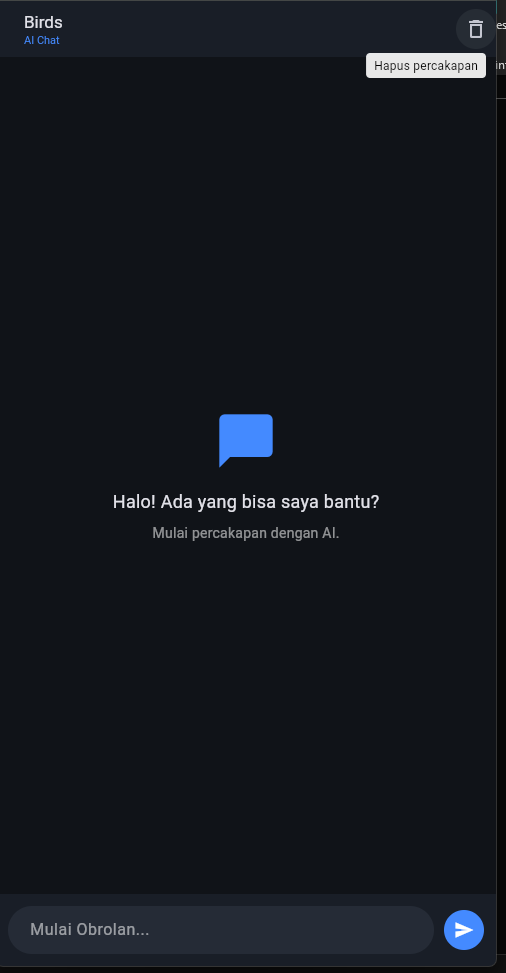 Birds
AI Chat
Hapus percakapan
Halo! Ada yang bisa saya bantu?
Mulai percakapan dengan AI.
Mulai Obrolan...